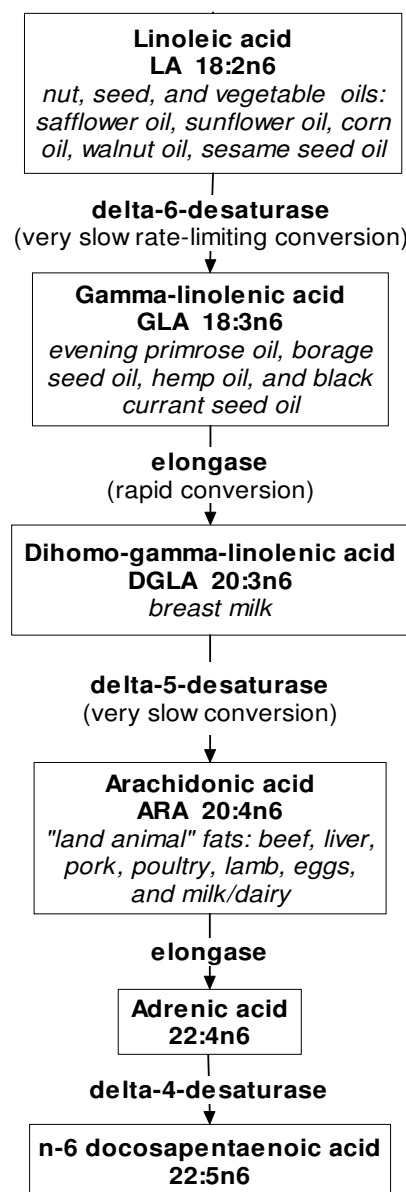 Linoleic acid
LA 18:2n6
nut, seed, and vegetable oils:
safflower oil, sunflower oil, corn
oil, walnut oil, sesame seed oil
delta-6-desaturase
(very slow rate-limiting conversion)
Gamma-linolenic acid
GLA 18:3n6
evening primrose oil, borage
seed oil, hemp oil, and black
currant seed oil
elongase
(rapid conversion)
Dihomo-gamma-linolenic acid
DGLA 20:3n6
breast milk
delta-5-desaturase
(very slow conversion)
Arachidonic acid
ARA 20:4n6
"land animal" fats: beef, liver,
pork, poultry, lamb, eggs,
and milk/dairy
elongase
Adrenic acid
22:4n6
delta-4-desaturase
n-6 docosapentaenoic acid
22:5n6